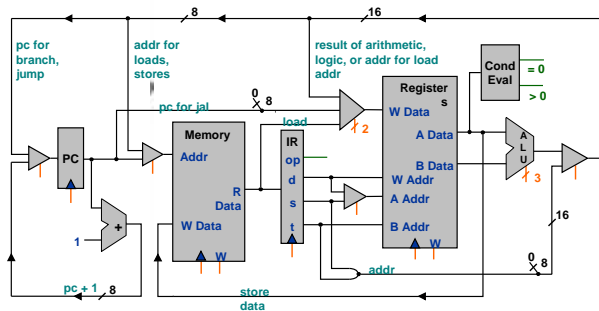 8
16
pc for
branch,
jump
addr for
loads,
stores
result of arithmetic,
logic, or addr for load
addr
Cond
Eval
= 0
> 0
Register
s
0
8
pc for jal
load
W Data
2
A Data
PC
Memory
Addr
IR
op
A
L
U
B Data
R
Data
d
W Addr
3
s
A Addr
W Data
t
B Addr
16
1
+
W
W
addr
0
8
pc + 1
8
store
data